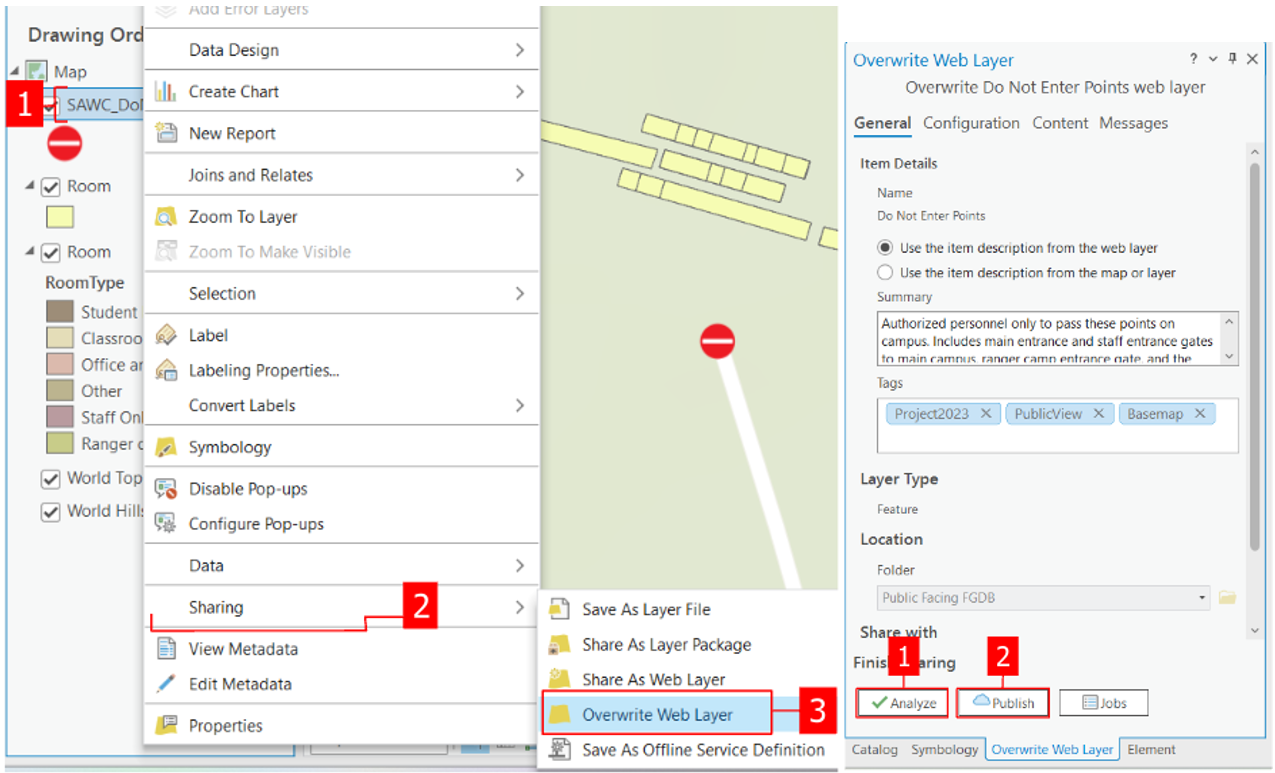 Add Error Layers
Drawing Ord
Map
1
SAWC_DoN
Room
Room
RoomType
Student
Classroo
Office an
Other
Staff Onl
Ranger c
World Top
World Hills
Data Design
Create Chart
New Report
Joins and Relates
Zoom To Layer
Zoom To Make Visible
Selection
Label
Labeling Properties...
Convert Labels
Symbology
Disable Pop-ups
Configure Pop-ups
Data
Sharing
2
View Metadata
Edit Metadata
Properties
Save As Layer File
Share As Layer Package
Share As Web Layer
Overwrite Web Layer
3
Save As Offline Service Definition
Overwrite Web Layer
Overwrite Do Not Enter Points web layer
General Configuration Content Messages
Item Details
Name
Do Not Enter Points
Use the item description from the web layer
Use the item description from the map or layer
Summary
Authorized personnel only to pass these points on
campus. Includes main entrance and staff entrance gates
to main campus, ranger camp entrance gate, and the
Tags
Project2023 PublicView Basemap
Layer Type
Feature
Location
Folder
Public Facing FGDB
Share with
1 2
Analyze Publish Jobs
Catalog Symbology Overwrite Web Layer Element